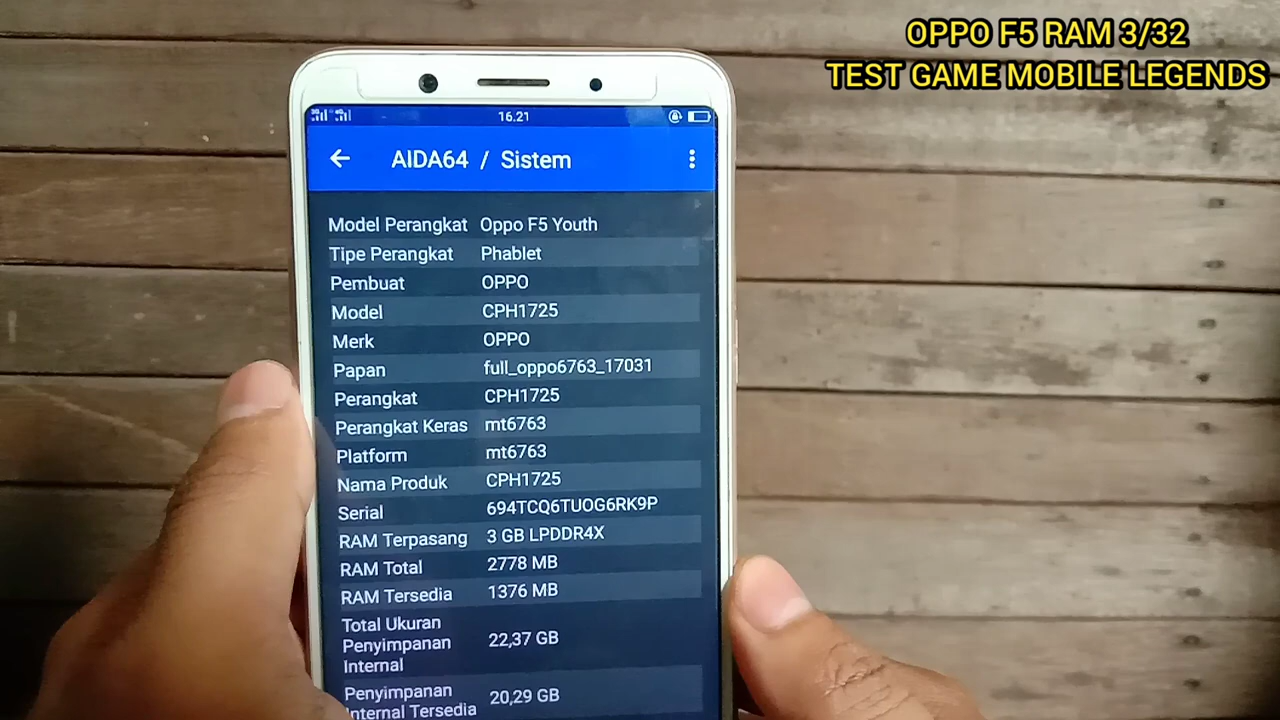 OPPO F5 RAM 3/32
TEST GAME MOBILE LEGENDS
16.21
AIDA64 / Sistem
Model Perangkat Oppo F5 Youth
Tipe Perangkat Phablet
Pembuat OPPO
Model CPH1725
Merk OPPO
Papan full_oppo6763_17031
Perangkat CPH1725
Perangkat Keras mt6763
Platform mt6763
Nama Produk CPH1725
Serial 694TCQ6TUOG6RK9P
RAM Terpasang 3 GB LPDDR4X
RAM Total 2778 MB
RAM Tersedia 1376 MB
Total Ukuran
Penyimpanan 22,37 GB
Internal
Penyimpanan 20,29 GB
Internal Tersedia